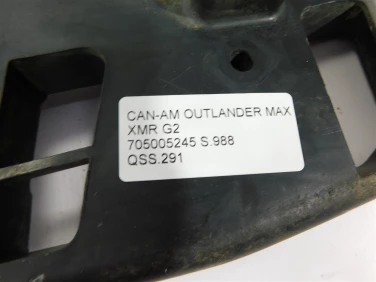 CAN-AM OUTLANDER MAX
XMR G2
705005245 S.988
QSS.291